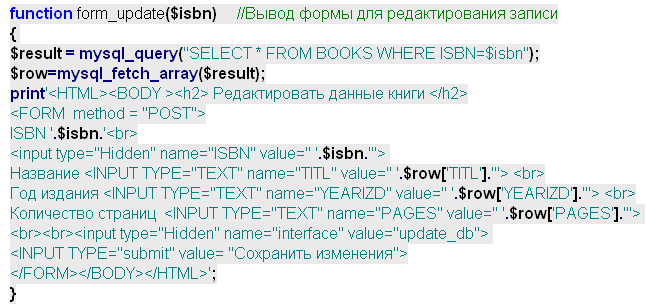 function form_update($isbn) //Вывод формы для редактирования записи
{
$result = mysql_query("SELECT * FROM BOOKS WHERE ISBN=$isbn");
$row=mysql_fetch_array($result);
print'<HTML><BODY ><h2> Редактировать данные книги </h2>
<FORM method = "POST">
ISBN '.$isbn.'<br>
<input type="Hidden" name="ISBN" value=" '.$isbn.'">
Название <INPUT TYPE="TEXT" name="TITL" value=" '.$row['TITL']."'> <br>
Год издания <INPUT TYPE="TEXT" name="YEARIZD" value=" '.$row['YEARIZD']."'> <br>
Количество страниц <INPUT TYPE="TEXT" name="PAGES" value=" '.$row['PAGES']."'>
<br><br><input type="Hidden" name="interface" value="update_db">
<INPUT TYPE="submit" value= "Сохранить изменения">
</FORM></BODY></HTML>';
}